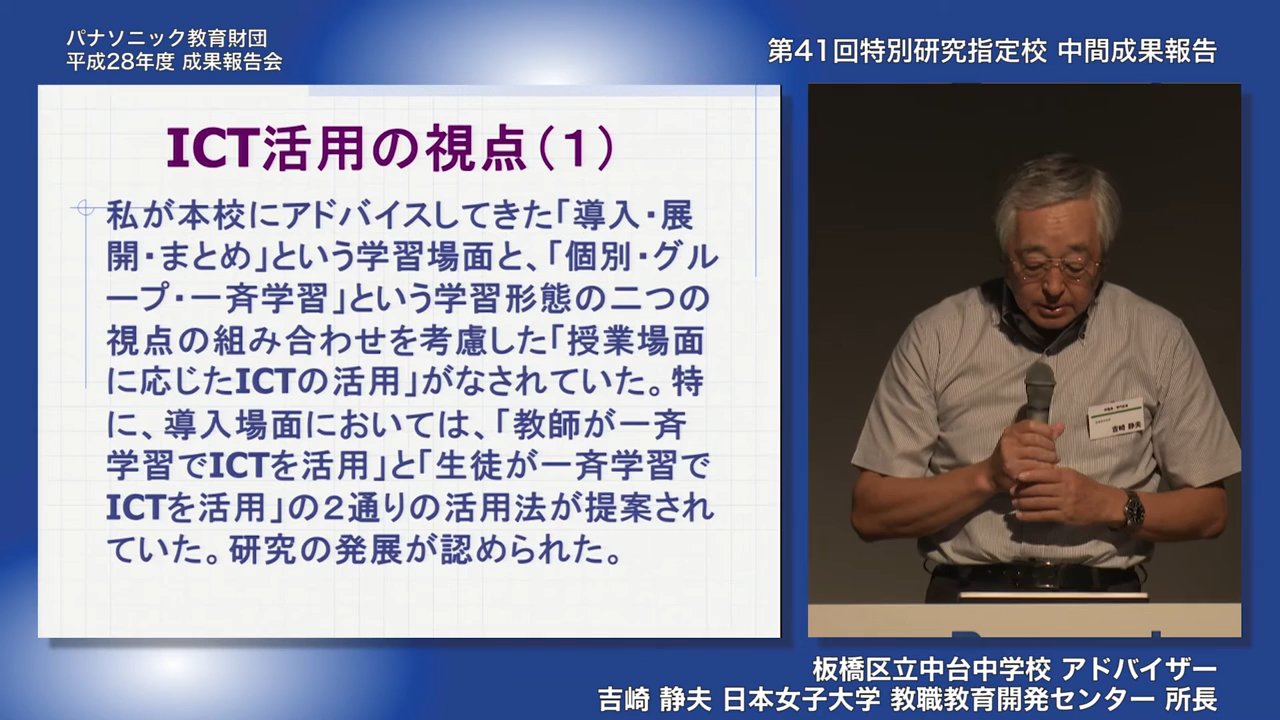 パナソニック教育財団
平成28年度 成果報告会
第41回特別研究指定校 中間成果報告
ICT活用の視点(１)
私が本校にアドバイスしてきた「導入・展
開・まとめ」という学習場面と、「個別・グル
ープ・一斉学習」という学習形態の二つの
視点の組み合わせを考慮した「授業場面
に応じたICTの活用」がなされていた。特
に、導入場面においては、「教師が一斉
学習でICTを活用」と「生徒が一斉学習で
ICTを活用」の２通りの活用法が提案され
ていた。研究の発展が認められた。
吉崎 静夫
板橋区立中台中学校 アドバイザー
吉崎 静夫 日本女子大学 教職教育開発センター 所長